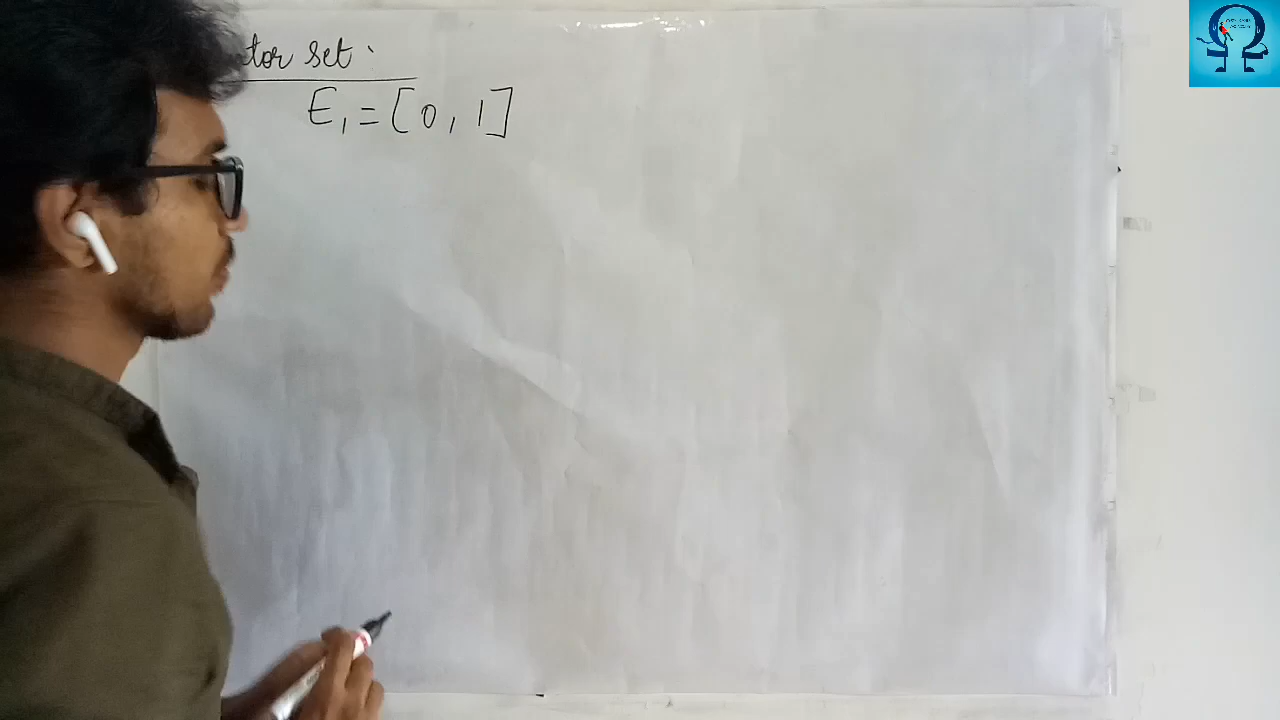 tor set :
E₁ = [0, 1]